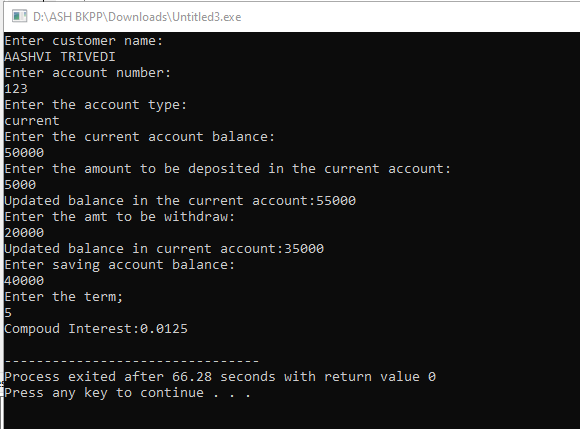 D:\ASH BKPP\Downloads\Untitled3.exe
Enter customer name:
AASHVI TRIVEDI
Enter account number:
123
Enter the account type:
current
Enter the current account balance:
50000
Enter the amount to be deposited in the current account:
5000
Updated balance in the current account:55000
Enter the amt to be withdraw:
20000
Updated balance in current account:35000
Enter saving account balance:
40000
Enter the term;
5
Compoud Interest:0.0125
--------------------------------
Process exited after 66.28 seconds with return value 0
Press any key to continue . . .